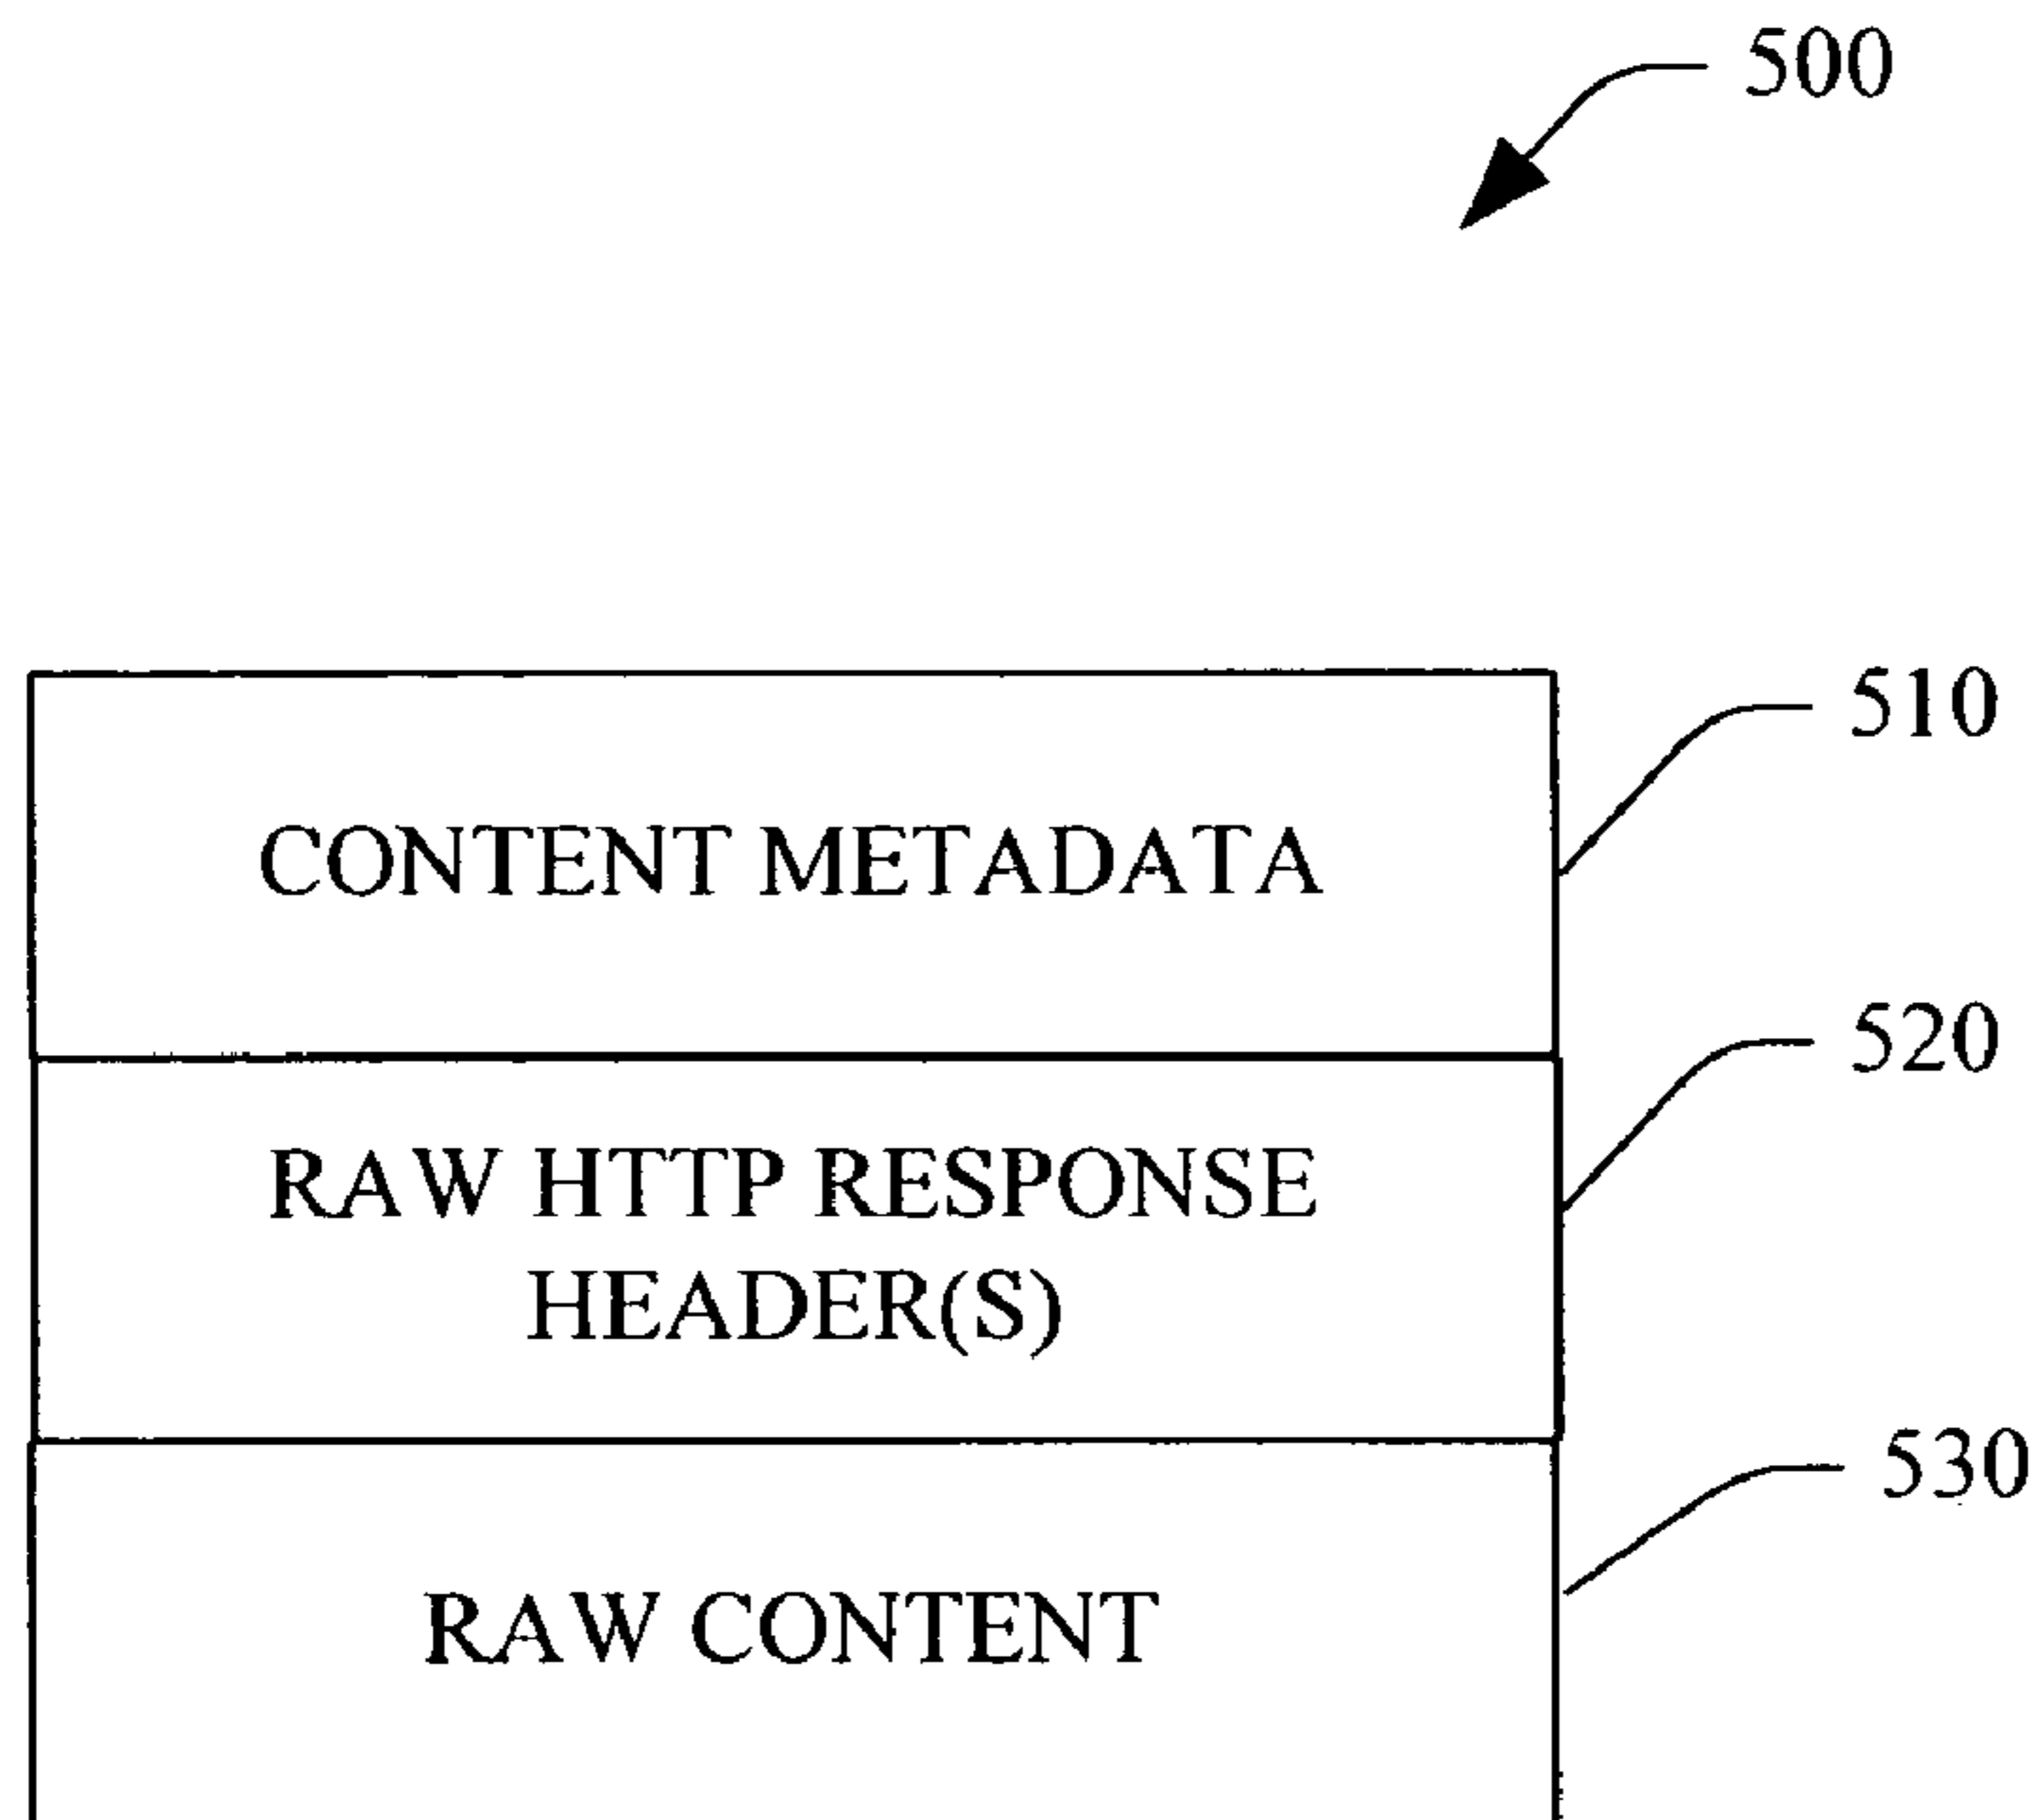 500
510
CONTENT METADATA
520
RAW HTTP RESPONSE
HEADER(S)
530
RAW CONTENT